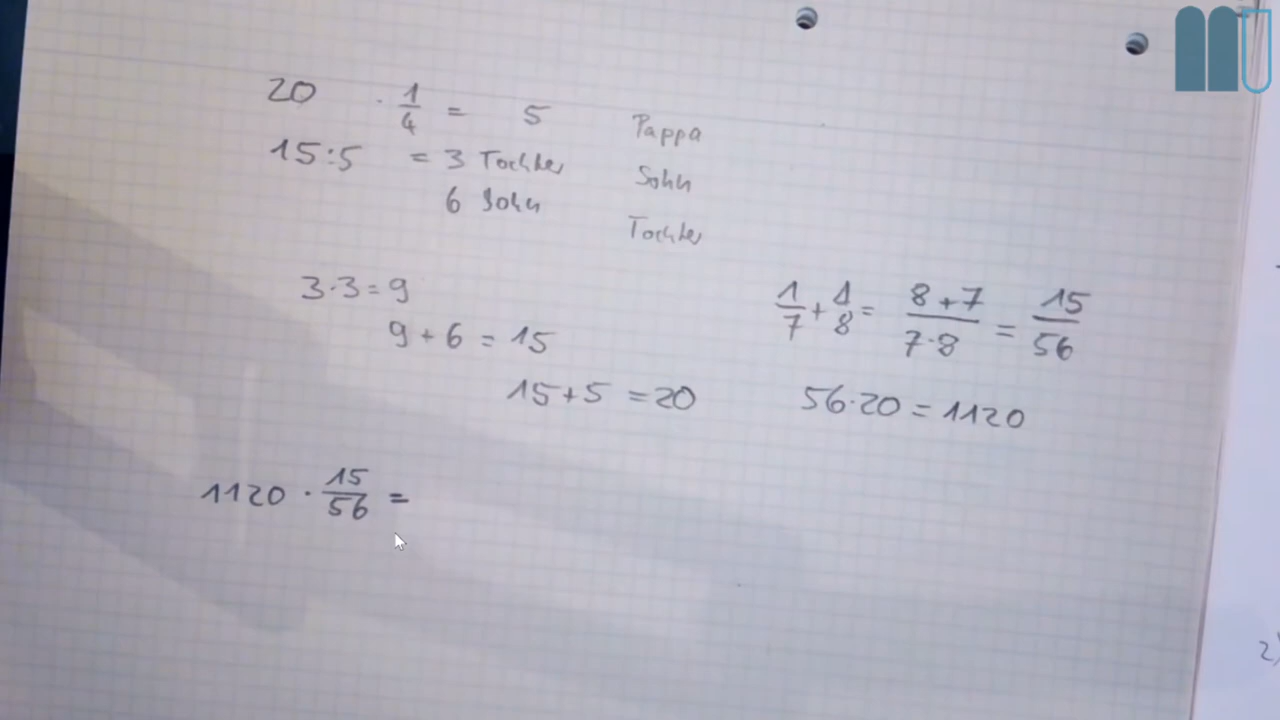 20 · 1/4 = 5 Pappa
15:5 = 3 Tochter Sohn
6 Sohn Tochter
3·3=9
9+6=15
15+5=20
1/7 + 1/8 = 8+7/7·8 = 15/56
56·20=1120
1120 · 15/56 =
2)